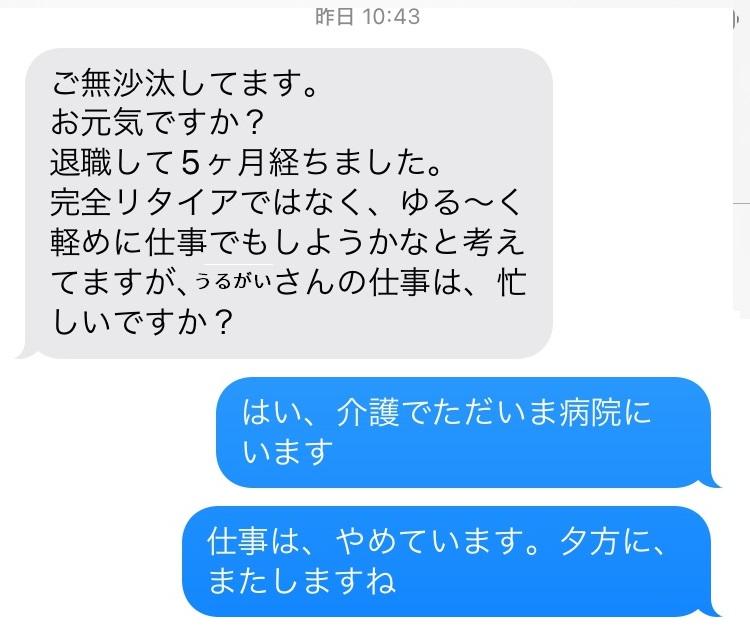 昨日 10:43
ご無沙汰してます。
お元気ですか？
退職して5ヶ月経ちました。
完全リタイアではなく、ゆる〜く
軽めに仕事でもしようかなと考え
てますが、うるがいさんの仕事は、忙
しいですか？
はい、介護でただいま病院に
います
仕事は、やめています。夕方に、
またしますね